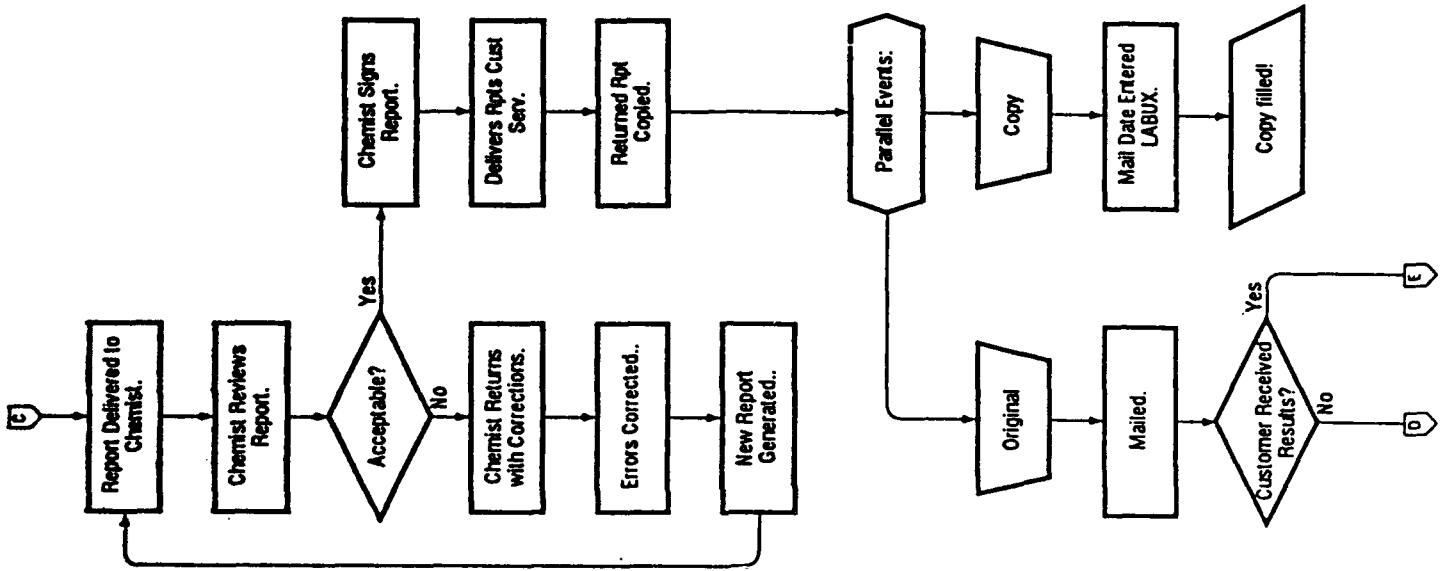 C
Report Delivered to
Chemist.
Chemist Reviews
Report.
Acceptable?
Yes
No
Chemist Returns
with Corrections.
Errors Corrected..
New Report
Generated..
Chemist Signs
Report.
Delivers Rpts Cust
Serv.
Returned Rpt
Copied.
Parallel Events:
Copy
Mail Date Entered
LABUX.
Copy filled!
Original
Mailed.
Customer Received
Results?
Yes
No
E
D